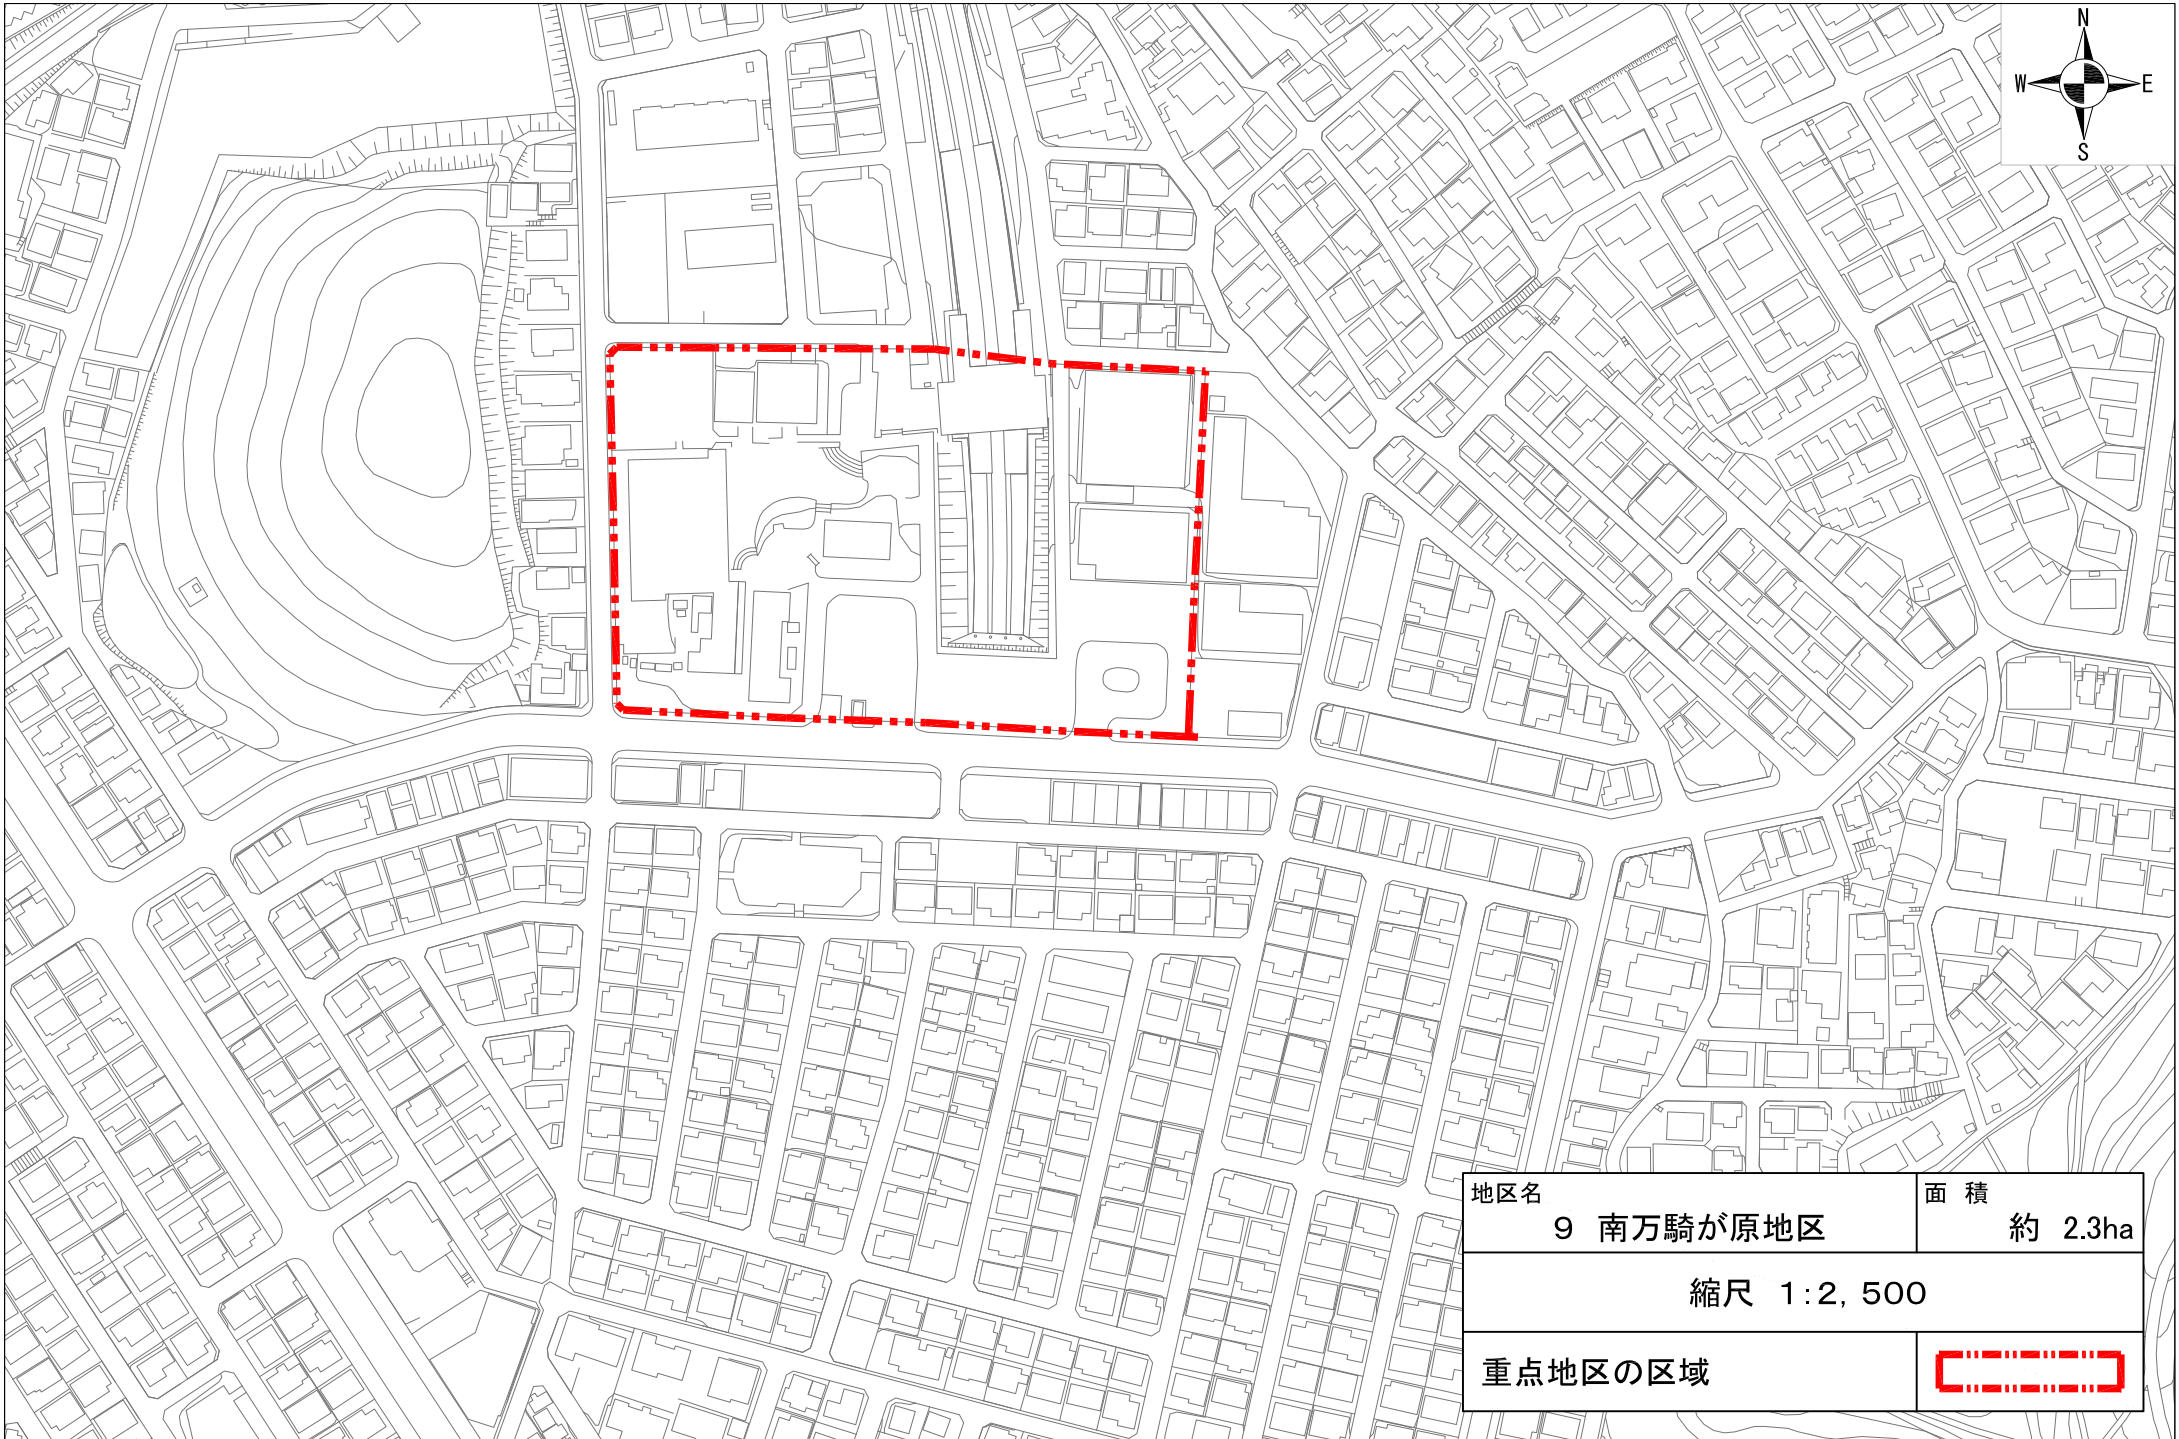 N
W E
S
地区名
９ 南万騎が原地区
面 積
約 2.3ha
縮尺 １：２，５００
重点地区の区域